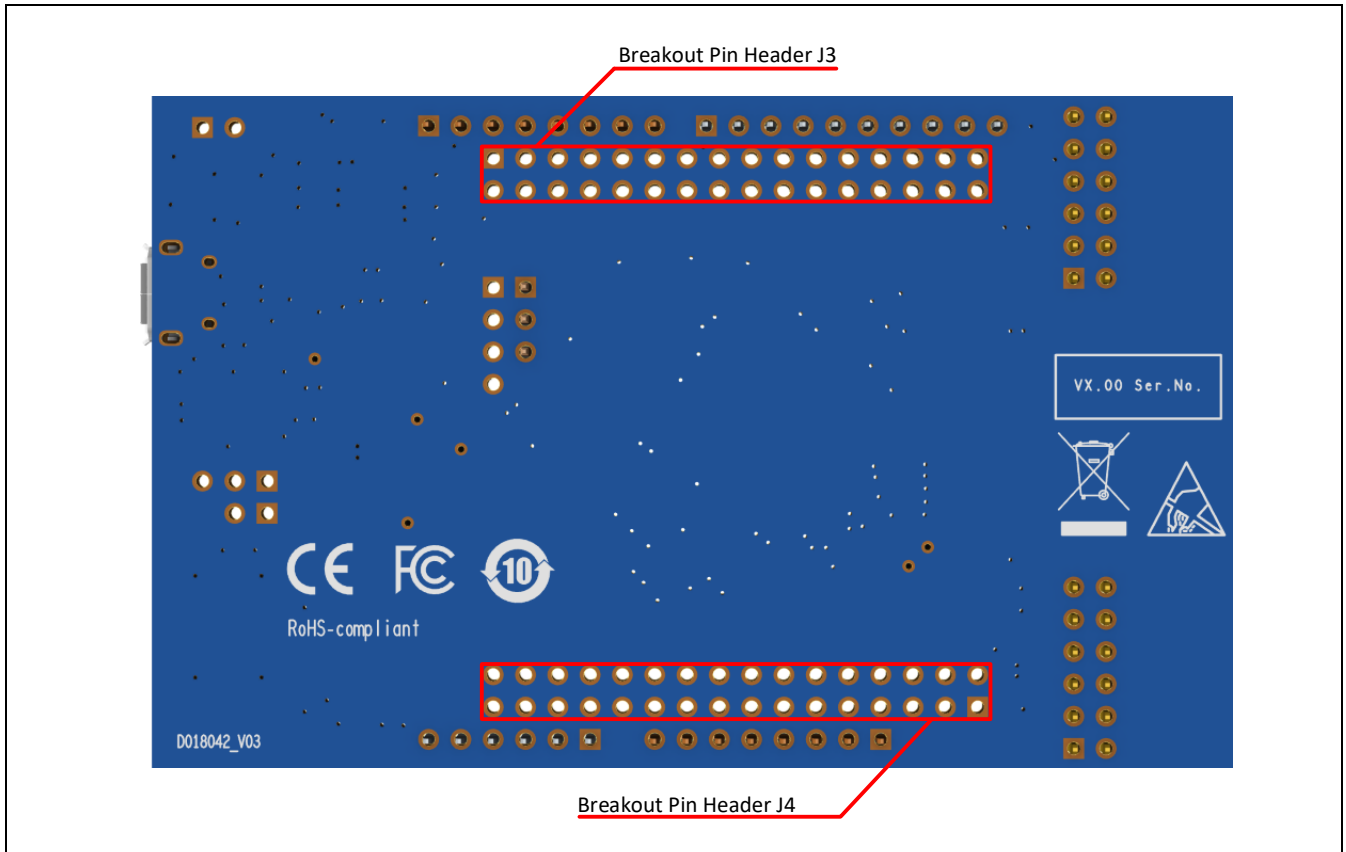 Breakout Pin Header J3
VX.00 Ser.No.
CE FC 10
RoHS-compliant
D018042_V03
Breakout Pin Header J4